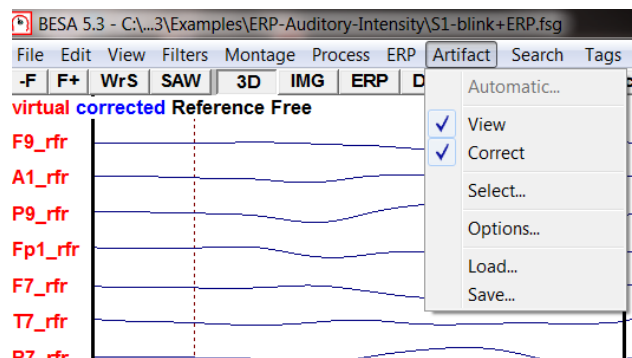 BESA 5.3 - C:\...3\Examples\ERP-Auditory-Intensity\S1-blink+ERP.fsg
File Edit View Filters Montage Process ERP Artifact Search Tags
-F F+ WrS SAW 3D IMG ERP
virtual corrected Reference Free
Automatic...
View
Correct
Select...
Options...
Load...
Save...
F9_rfr
A1_rfr
P9_rfr
Fp1_rfr
F7_rfr
T7_rfr
P7_rfr